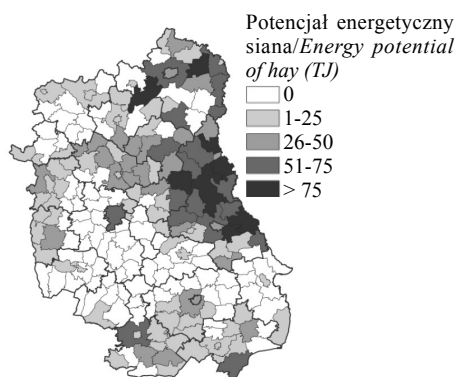 Potencjał energetyczny
siana/Energy potential
of hay (TJ)
0
1-25
26-50
51-75
> 75